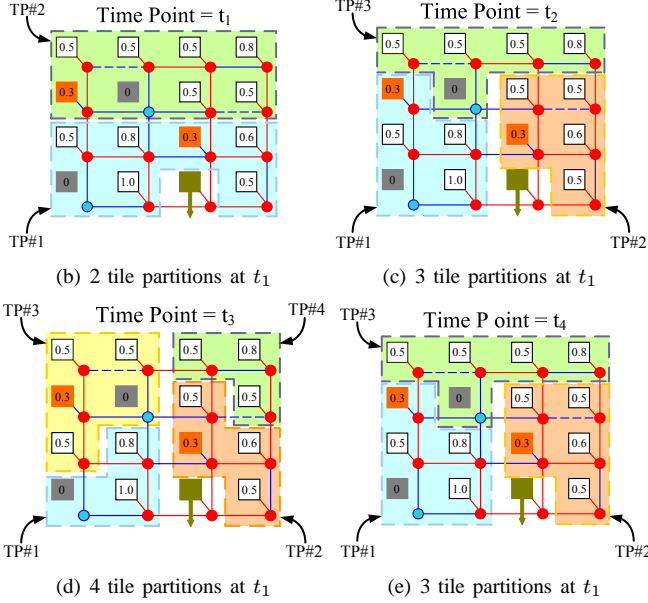 TP#2
Time Point = t1
0.5 0.5 0.5 0.8
0.3 0 0.5 0.5
0.5 0.8 0.3 0.6
0 1.0 0.5
TP#1
(b) 2 tile partitions at t1
TP#3
Time Point = t2
0.5 0.5 0.5 0.8
0.3 0 0.5 0.5
0.5 0.8 0.3 0.6
0 1.0 0.5
TP#1
TP#2
(c) 3 tile partitions at t1
TP#3
Time Point = t3
TP#4
0.5 0.5 0.5 0.8
0.3 0 0.5 0.5
0.5 0.8 0.3 0.6
0 1.0 0.5
TP#1
TP#2
(d) 4 tile partitions at t1
TP#3
Time P oint = t4
0.5 0.5 0.5 0.8
0.3 0 0.5 0.5
0.5 0.8 0.3 0.6
0 1.0 0.5
TP#1
TP#2
(e) 3 tile partitions at t1